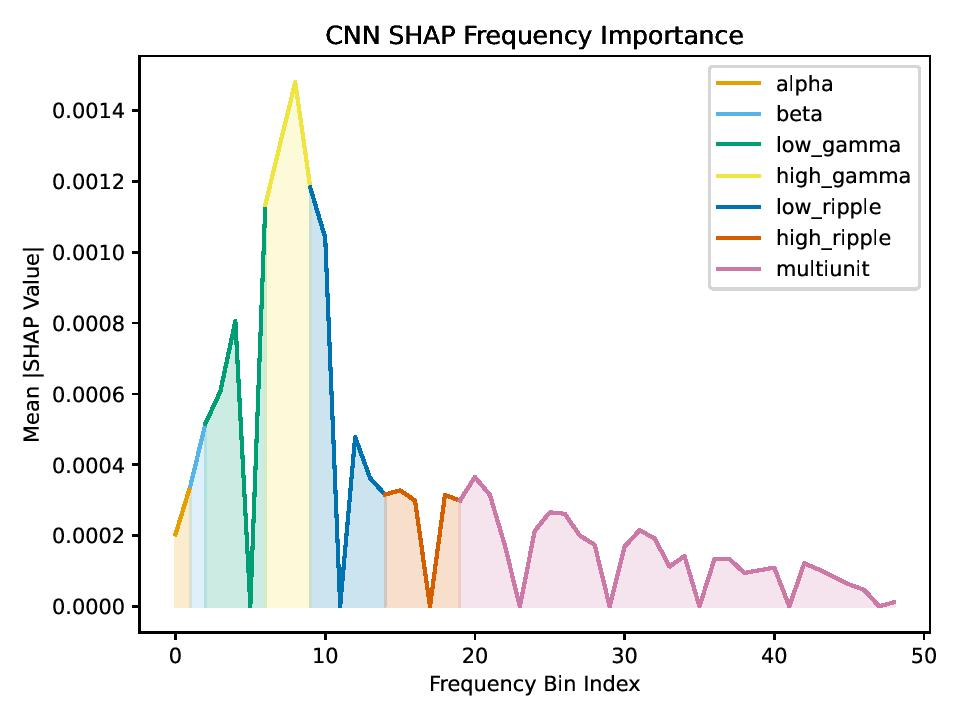 CNN SHAP Frequency Importance
Mean |SHAP Value|
0.0014
0.0012
0.0010
0.0008
0.0006
0.0004
0.0002
0.0000
alpha
beta
low_gamma
high_gamma
low_ripple
high_ripple
multiunit
0 10 20 30 40 50
Frequency Bin Index